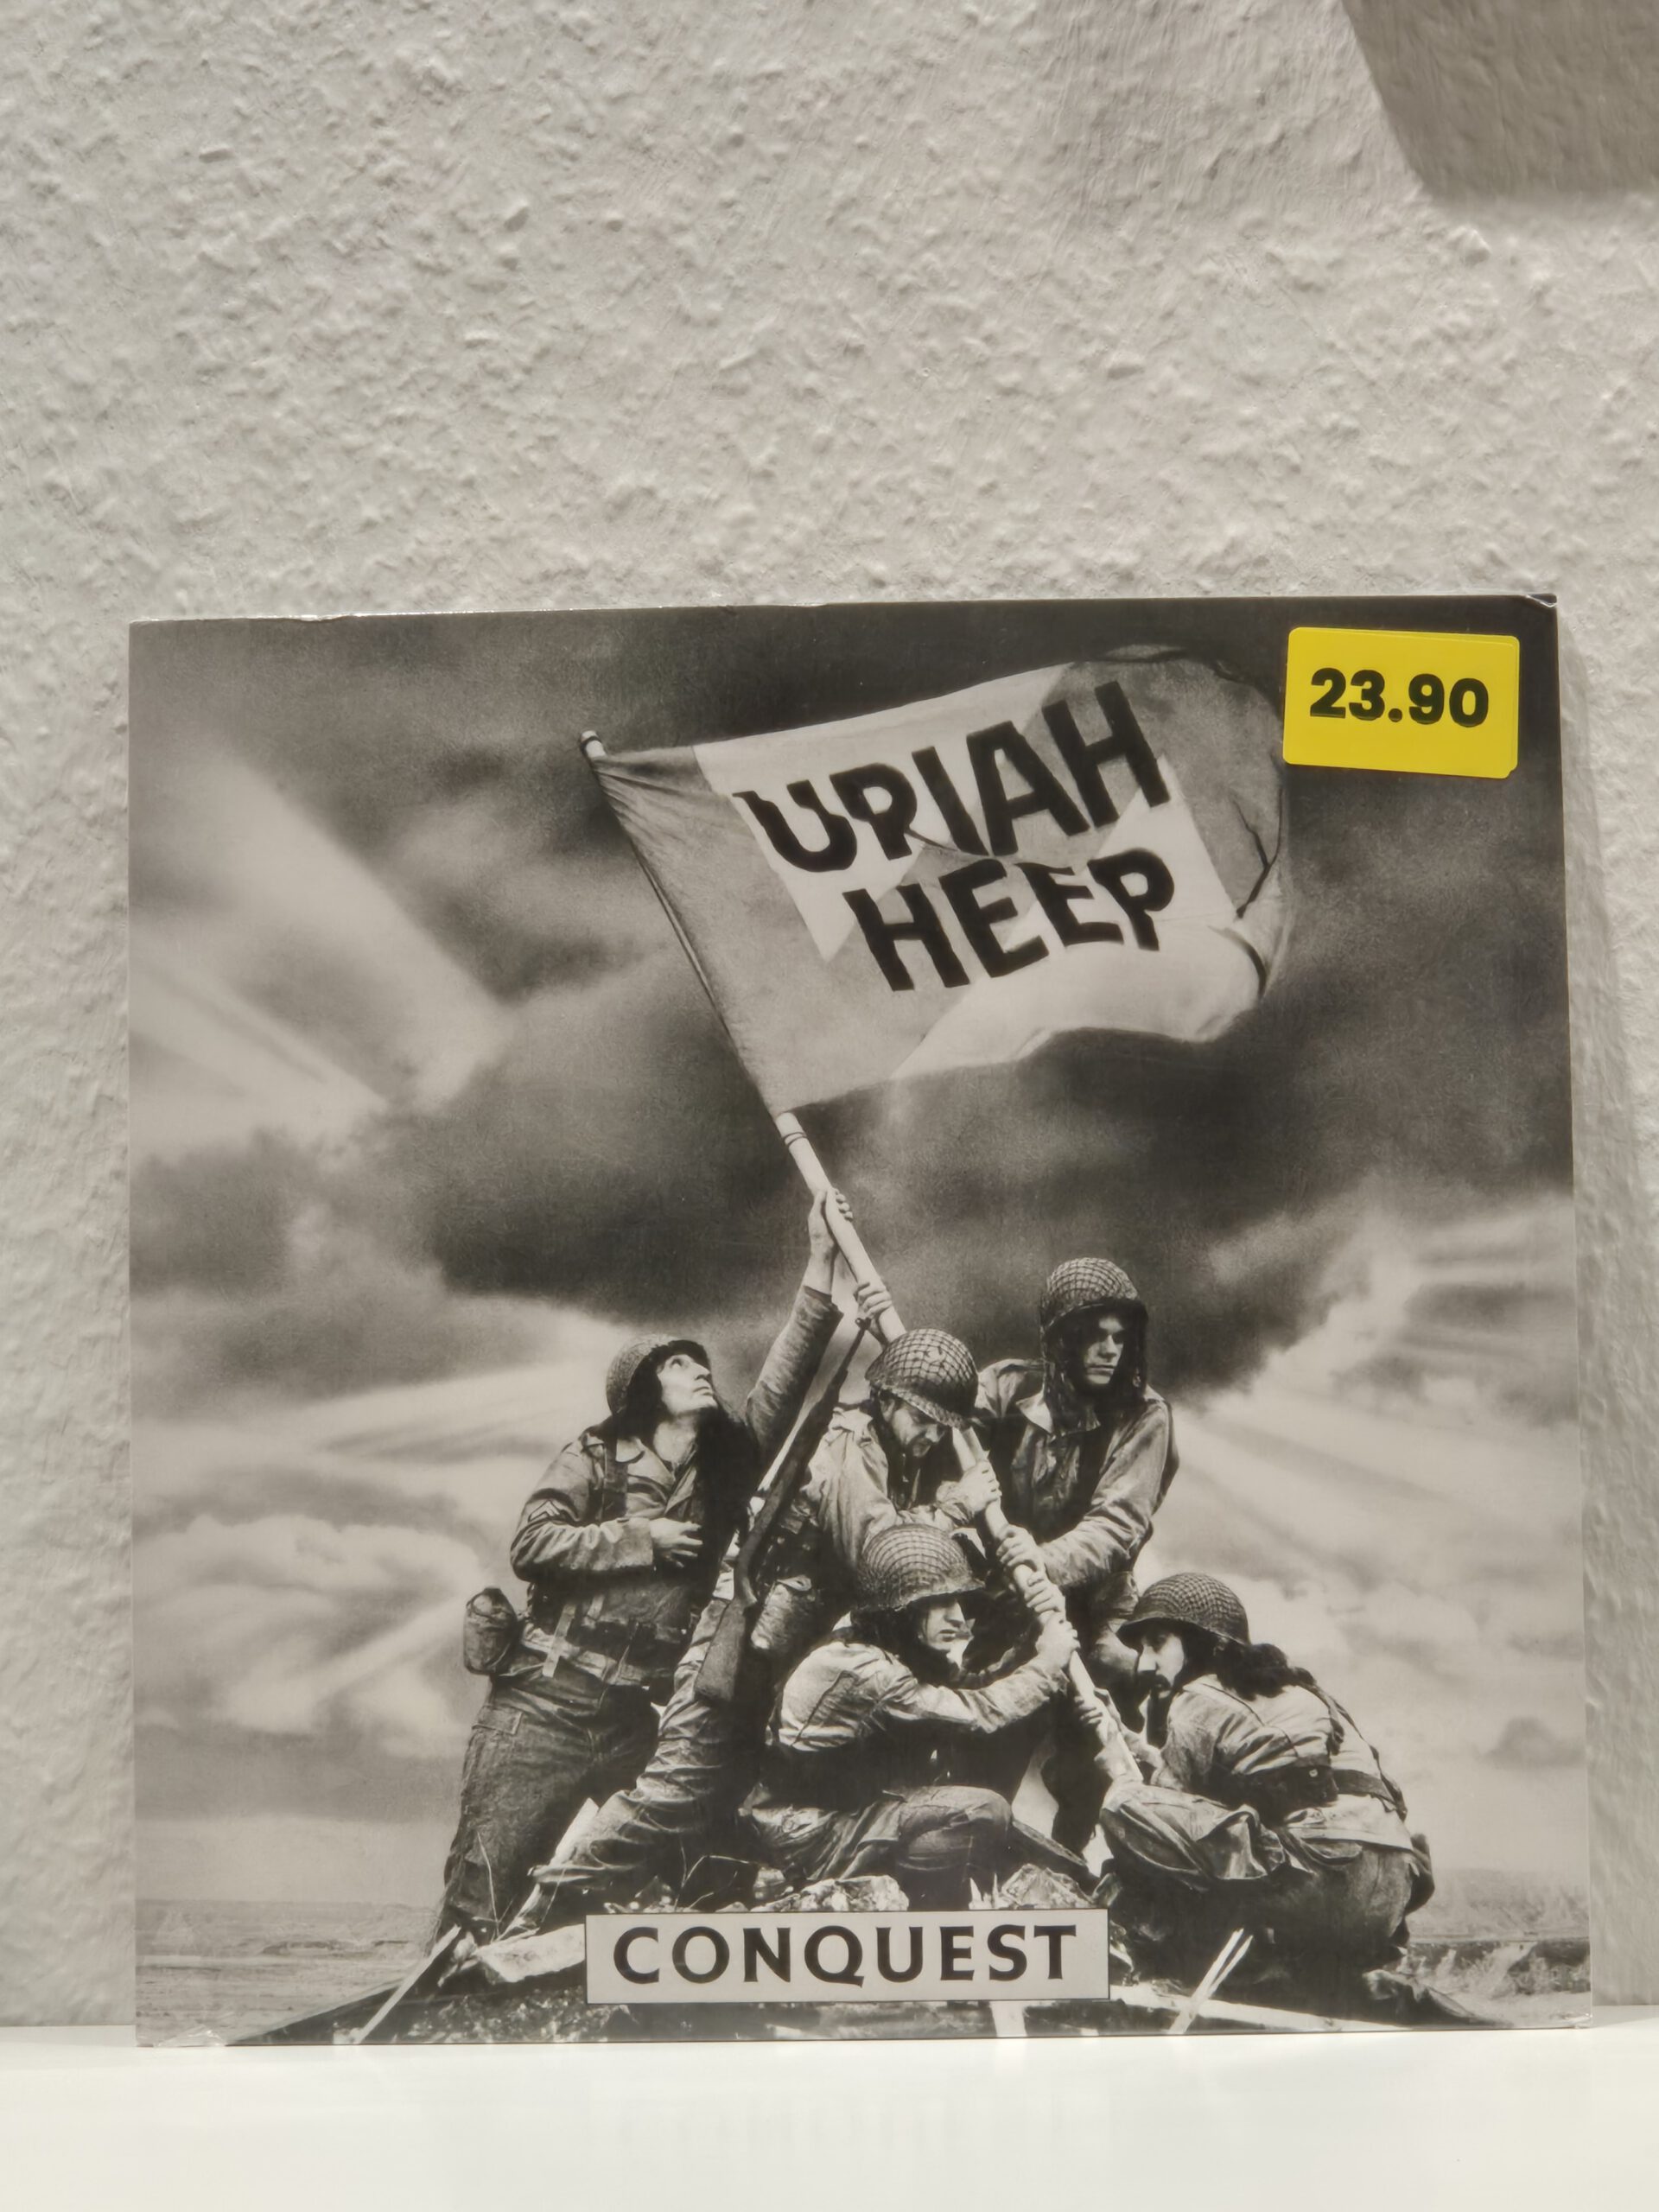 23.90
URIAH
HEEP
CONQUEST